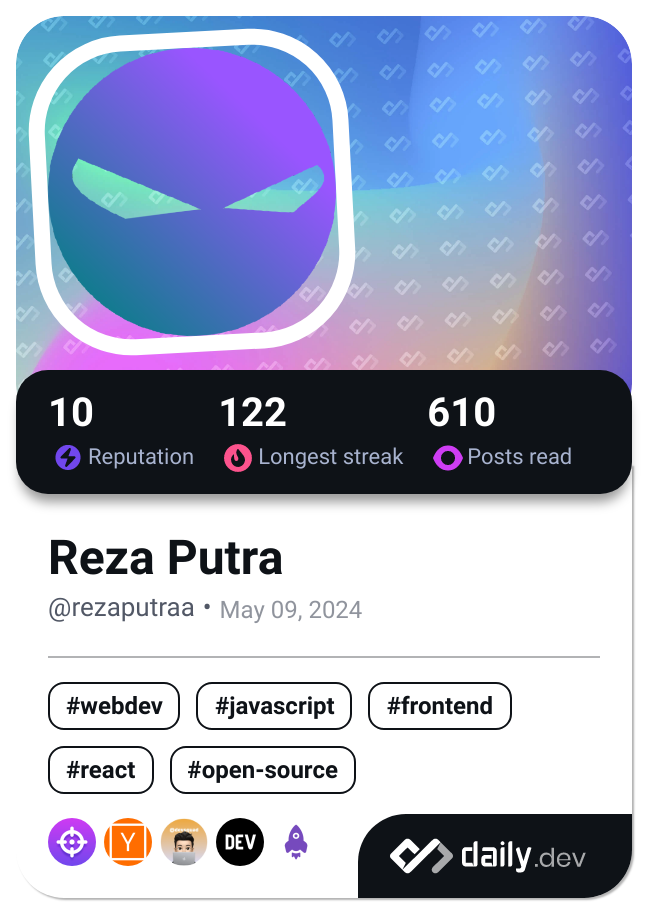 10 122 610
Reputation Longest streak Posts read
Reza Putra
@rezaputraa • May 09, 2024
#webdev #javascript #frontend
#react #open-source
Y DEV
daily.dev